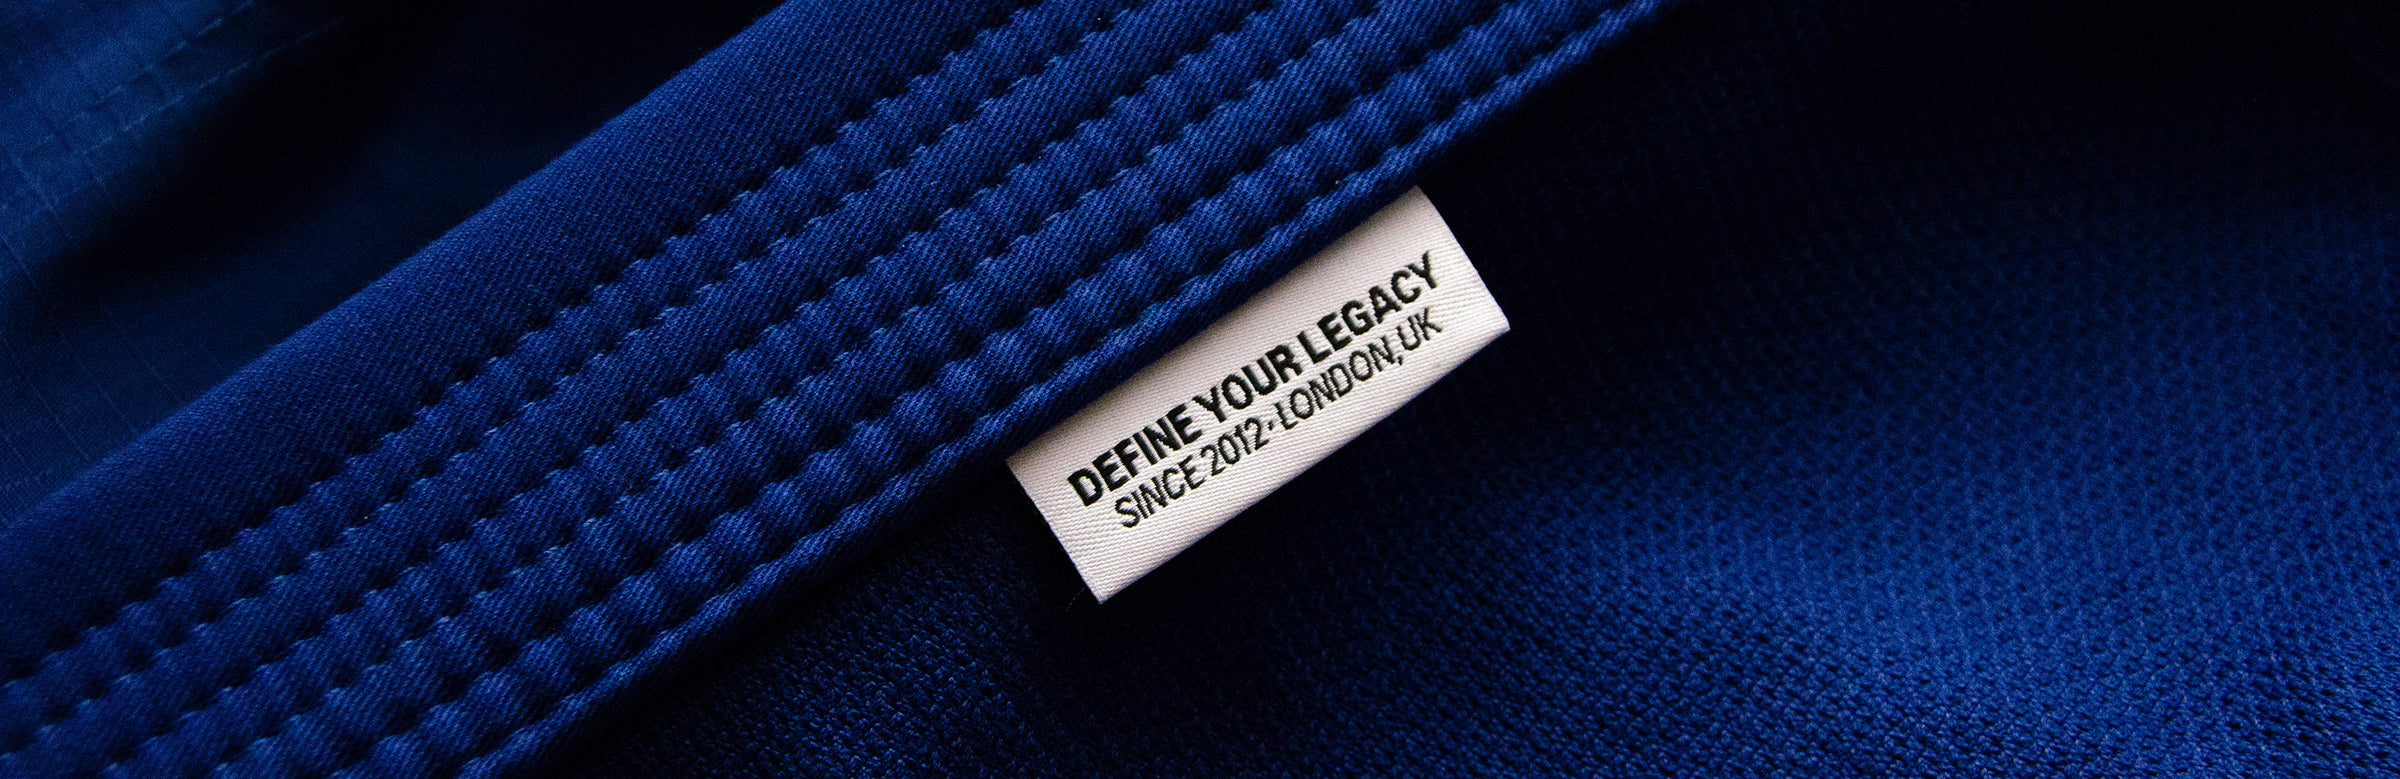 DEFINE YOUR LEGACY
SINCE 2012 · LONDON, UK